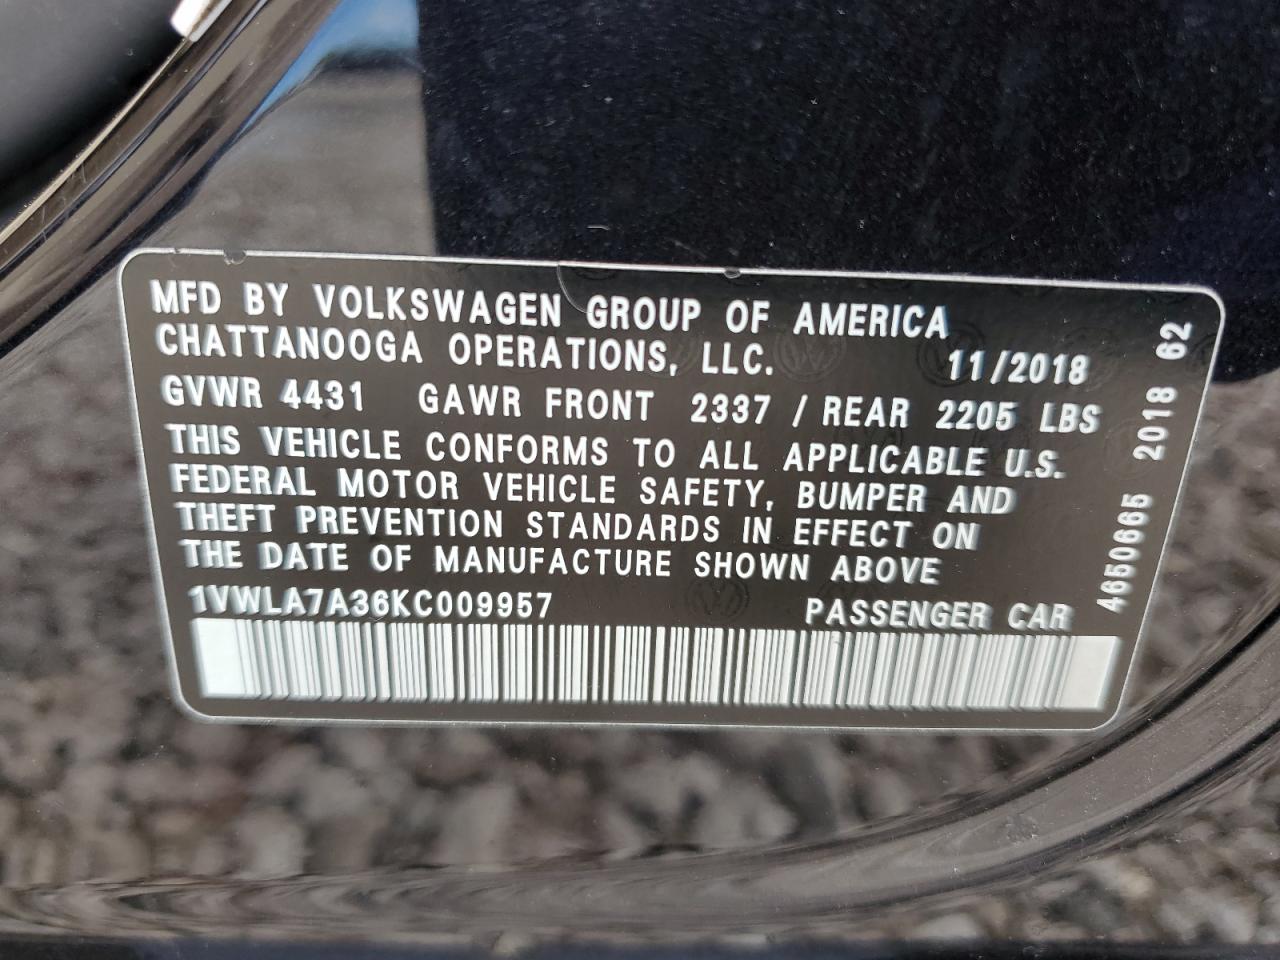 MFD BY VOLKSWAGEN GROUP OF AMERICA
CHATTANOOGA OPERATIONS, LLC. 11/2018
GVWR 4431 GAWR FRONT 2337 / REAR 2205 LBS
THIS VEHICLE CONFORMS TO ALL APPLICABLE U.S.
FEDERAL MOTOR VEHICLE SAFETY, BUMPER AND
THEFT PREVENTION STANDARDS IN EFFECT ON
THE DATE OF MANUFACTURE SHOWN ABOVE
1VWLA7A36KC009957 PASSENGER CAR
4650665 2018 62